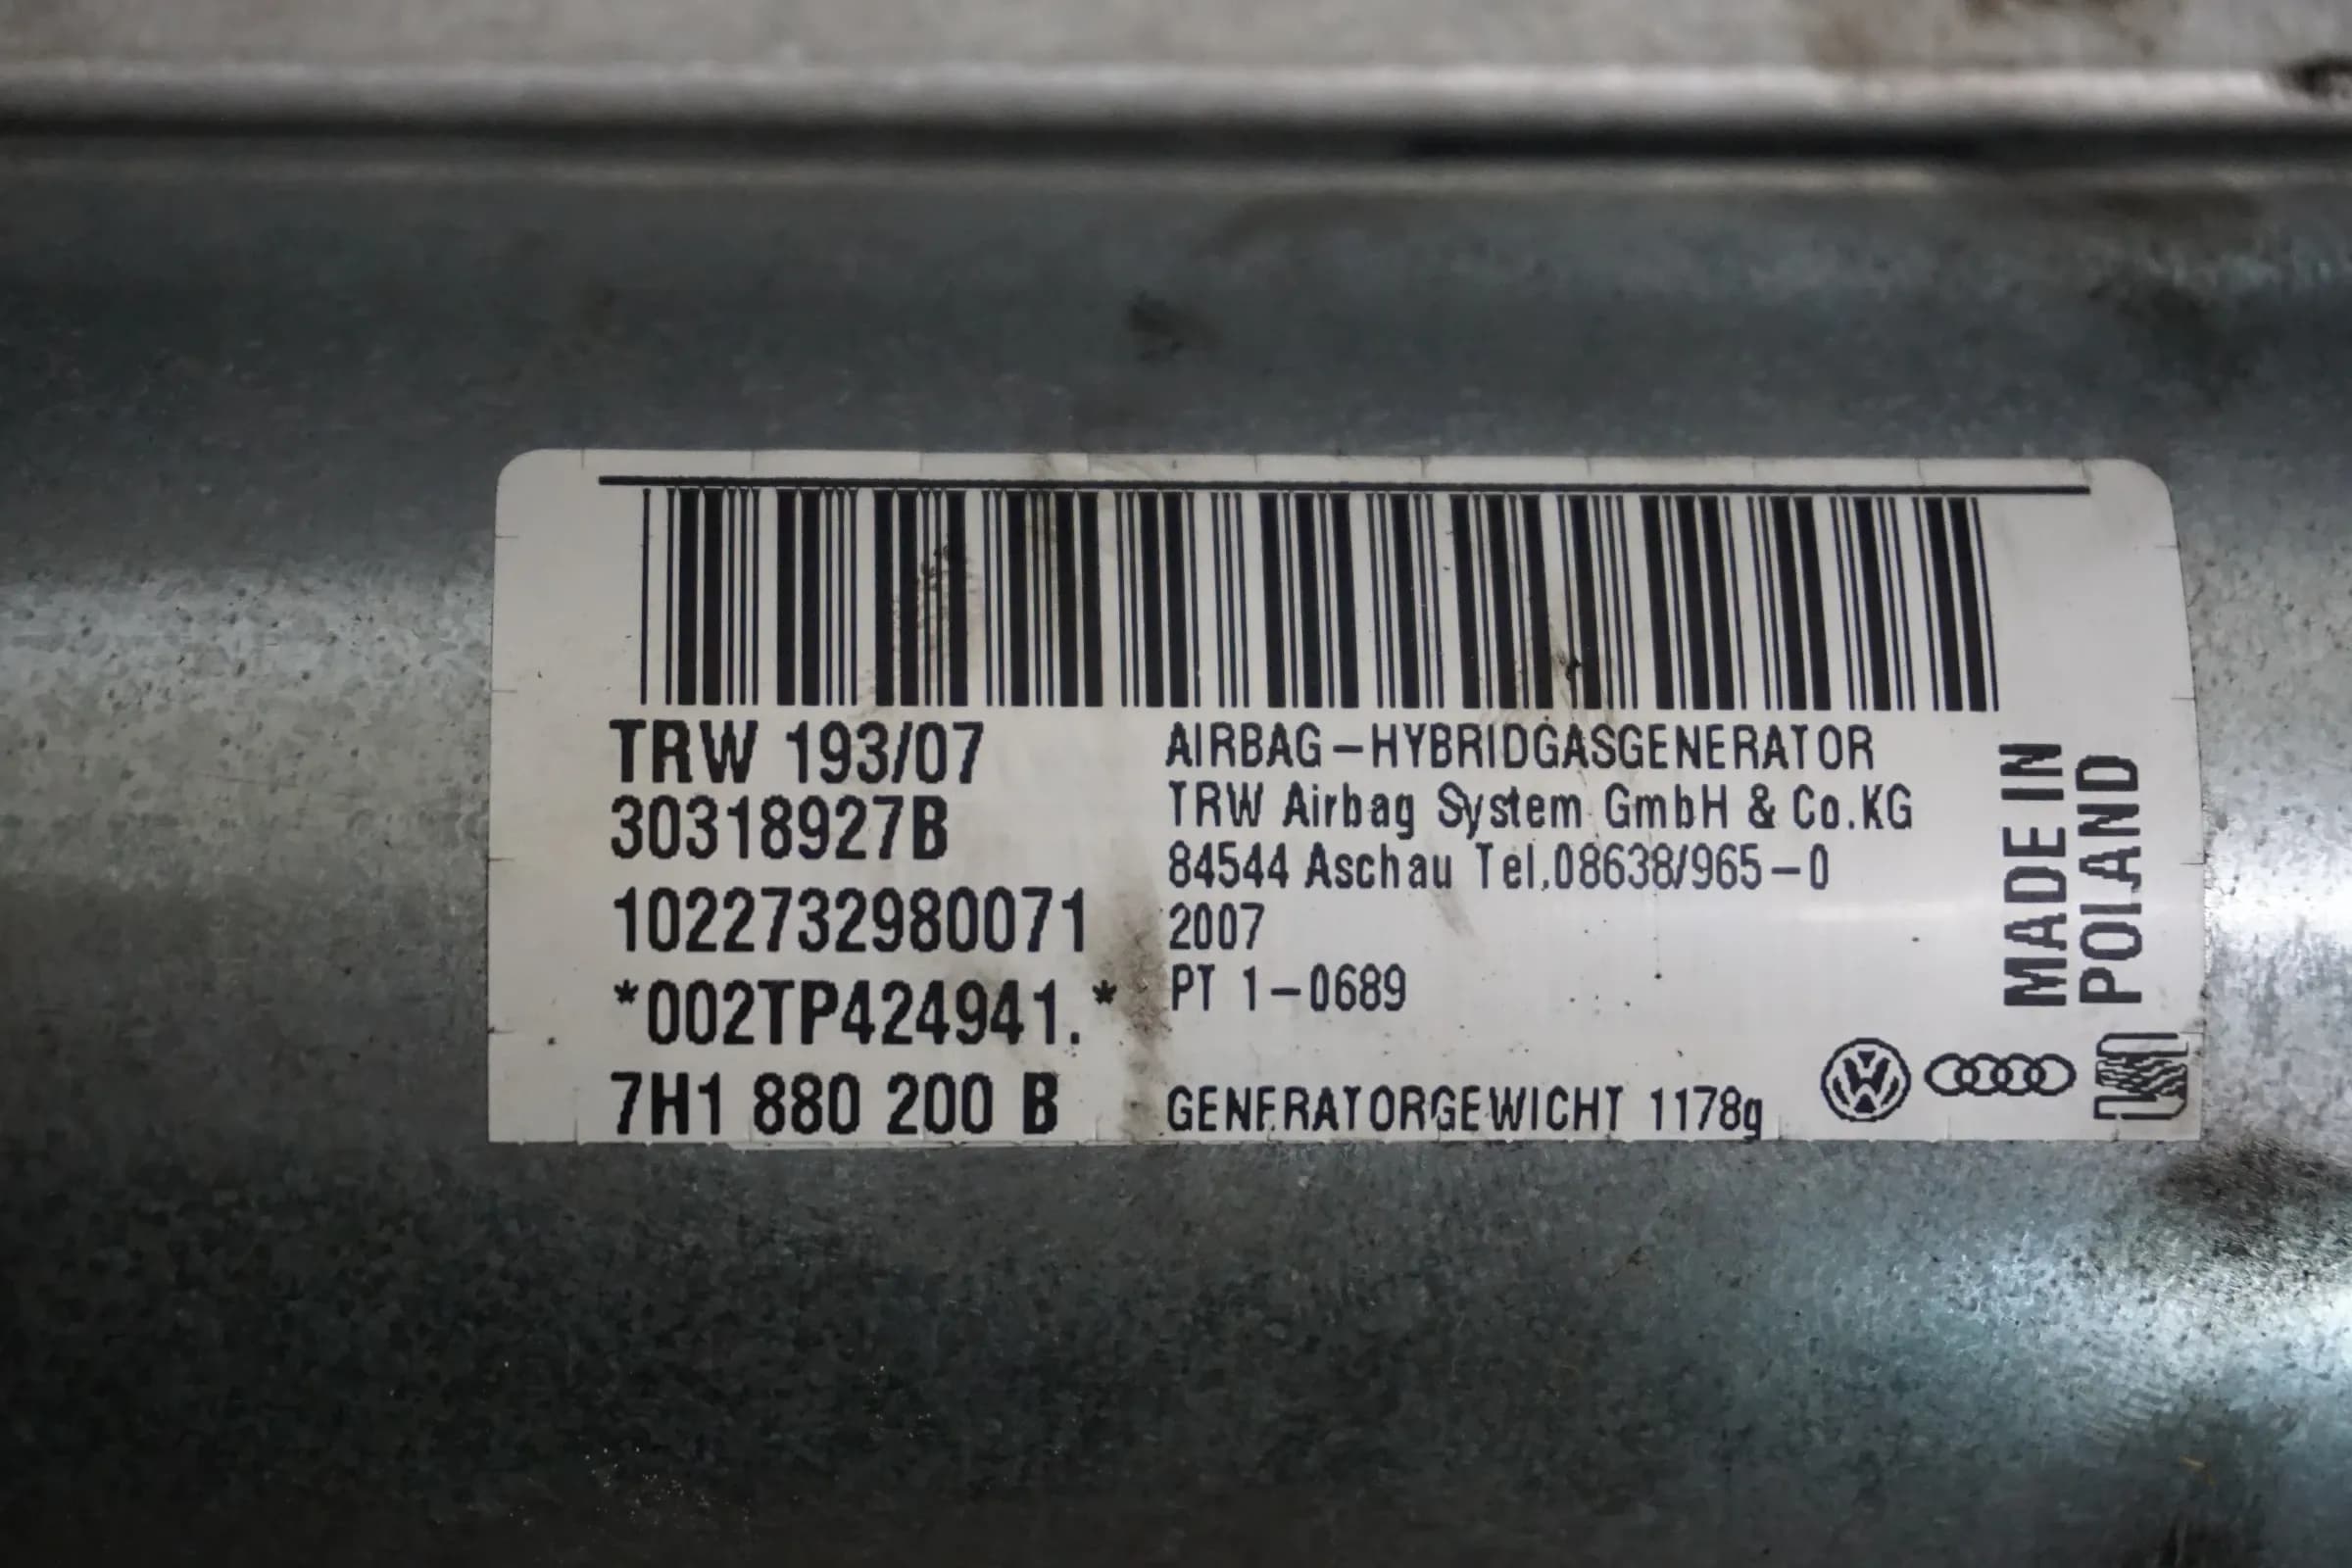 TRW 193/07
30318927B
1022732980071
*002TP424941.*
7H1 880 200 B
AIRBAG-HYBRIDGASGENERATOR
TRW Airbag System GmbH & Co.KG
84544 Aschau Tel.08638/965-0
2007
PT 1-0689
GENERATORGEWICHT 1178g
MADE IN
POLAND